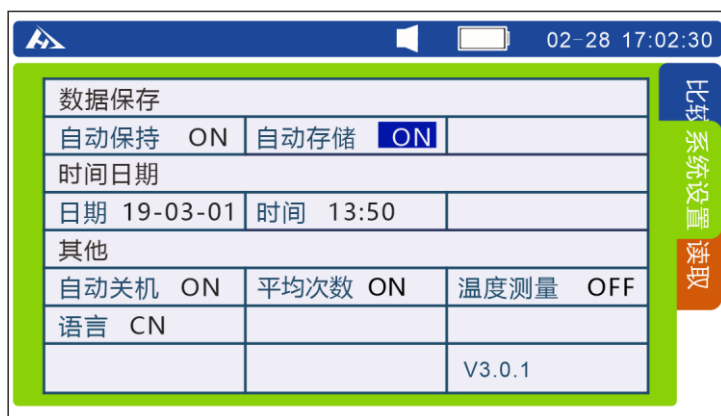 02-28 17:02:30
数据保存
自动保持 ON 自动存储 ON
时间日期
日期 19-03-01 时间 13:50
其他
自动关机 ON 平均次数 ON 温度测量 OFF
语言 CN
V3.0.1
比较
系统设置
读取